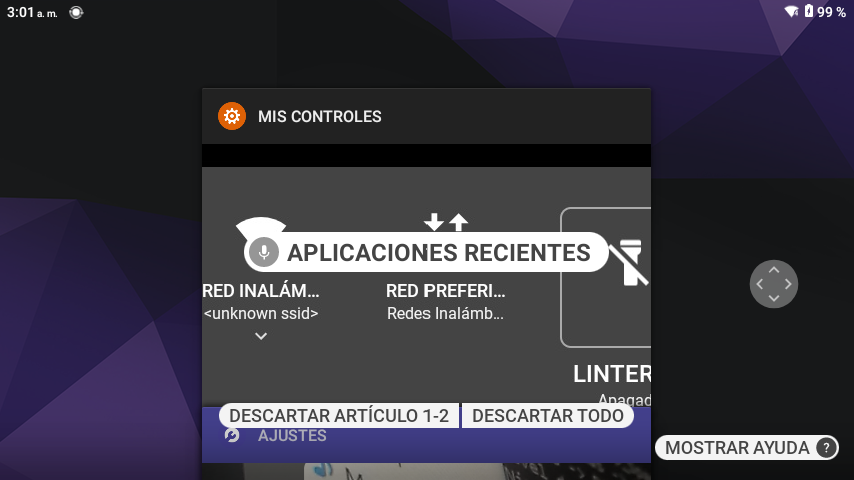 3:01 a. m.
99 %
MIS CONTROLES
APLICACIONES RECIENTES
RED INALÁM...
RED PREFERI...
<unknown ssid>
Redes Inalámb...
LINTER
Apagad
DESCARTAR ARTÍCULO 1-2
DESCARTAR TODO
AJUSTES
MOSTRAR AYUDA ?